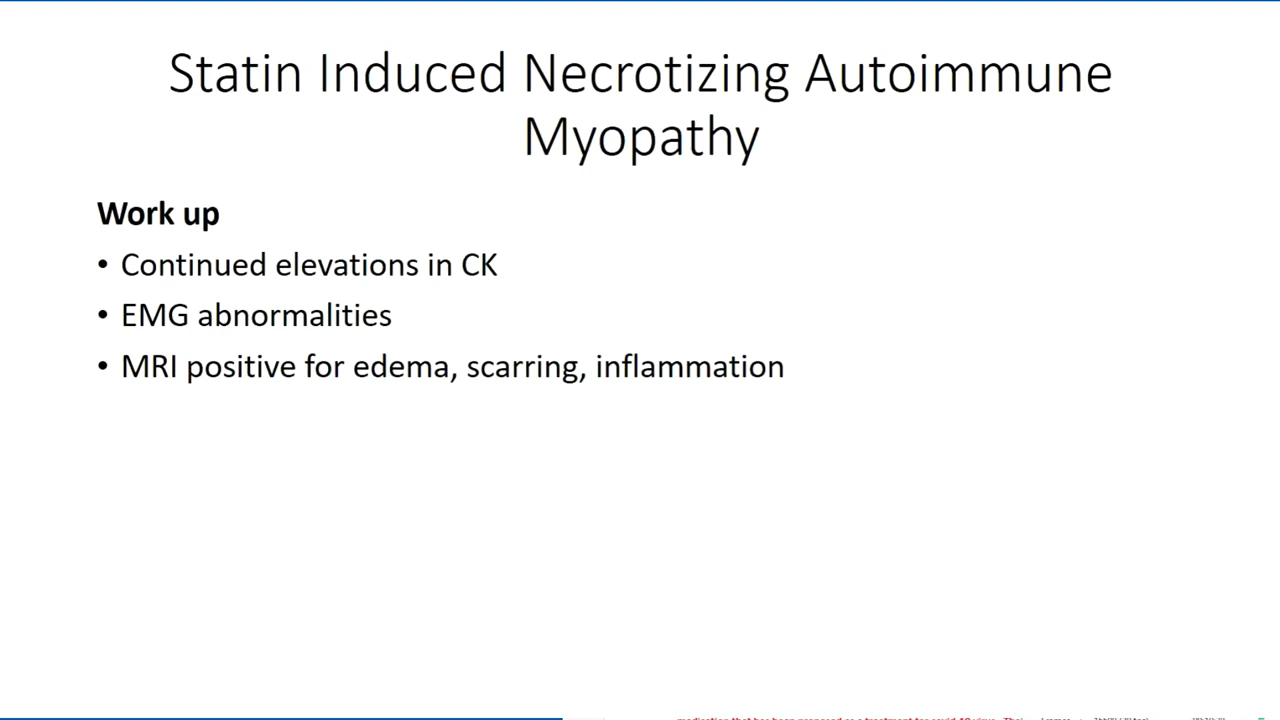 Statin Induced Necrotizing Autoimmune
Myopathy
Work up
• Continued elevations in CK
• EMG abnormalities
• MRI positive for edema, scarring, inflammation